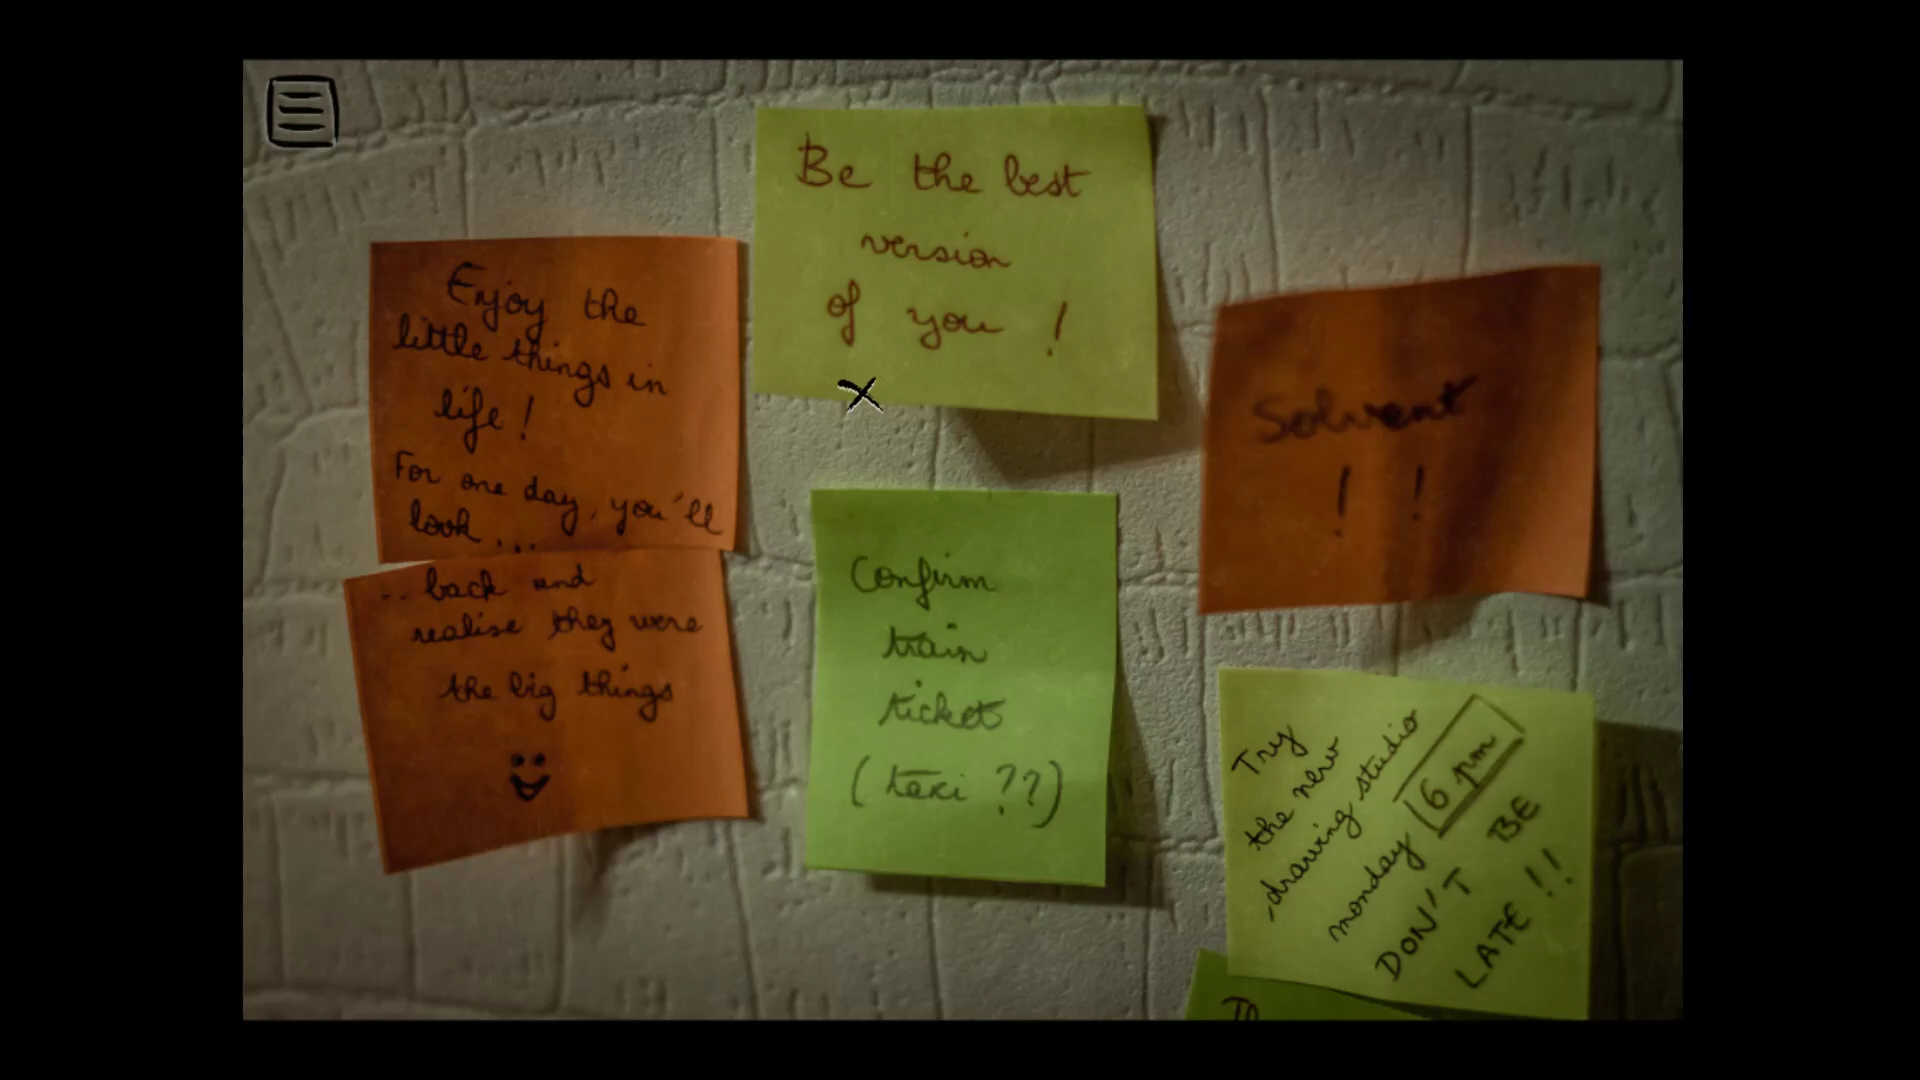 Be the best
version
of you !
Enjoy the
little things in
life !
For one day, you'll
look ...
.. back and
realise they were
the big things
Solvent
! !
Confirm
train
ticket
(taxi ??)
Try
the new
drawing studio
monday 6 pm
DON'T BE
LATE !!